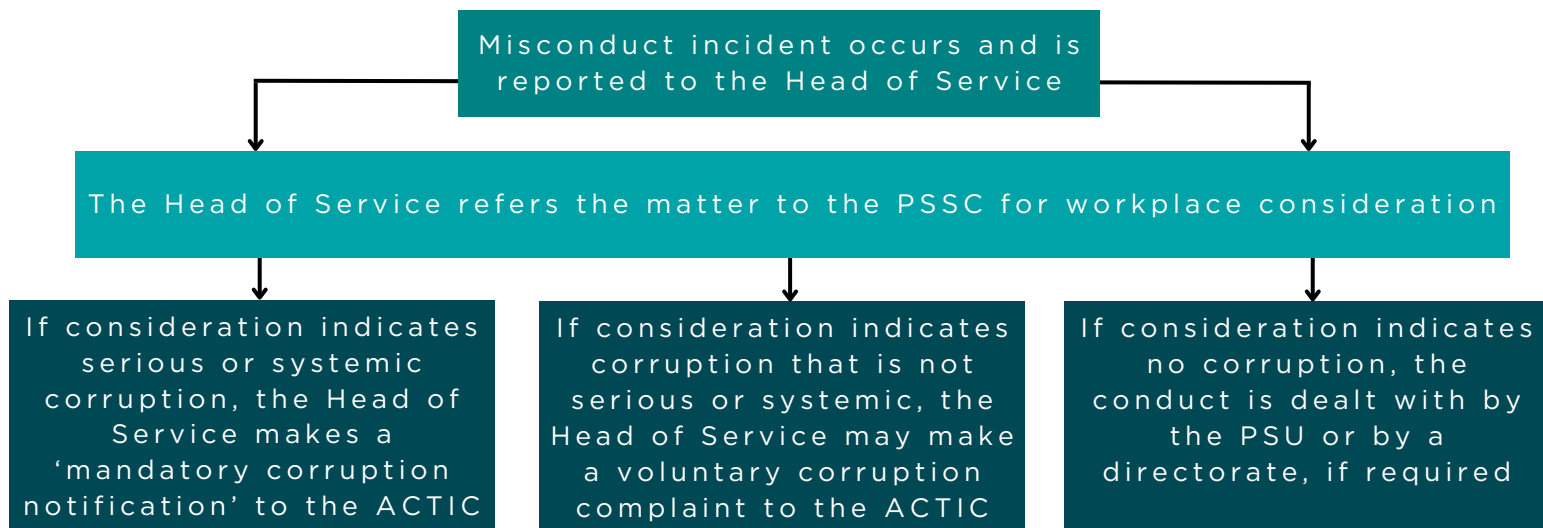 Misconduct incident occurs and is
reported to the Head of Service
The Head of Service refers the matter to the PSSC for workplace consideration
If consideration indicates
serious or systemic
corruption, the Head of
Service makes a
‘mandatory corruption
notification’ to the ACTIC
If consideration indicates
corruption that is not
serious or systemic, the
Head of Service may make
a voluntary corruption
complaint to the ACTIC
If consideration indicates
no corruption, the
conduct is dealt with by
the PSU or by a
directorate, if required